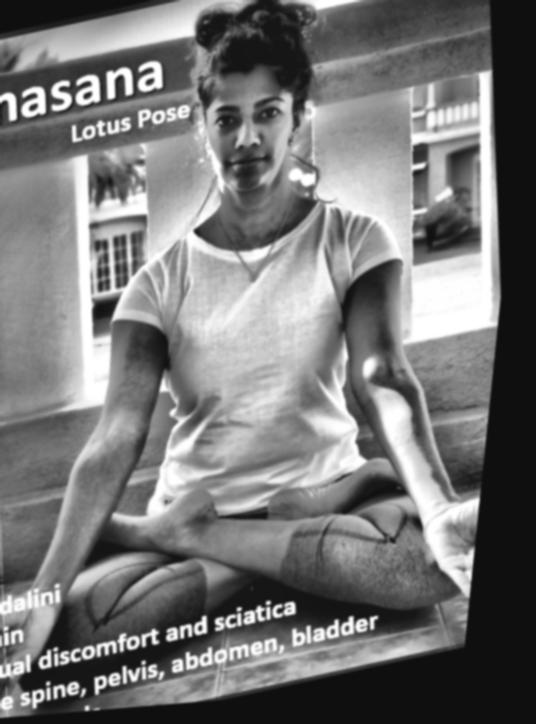 nasana
Lotus Pose
dalini
in
ual discomfort and sciatica
e spine, pelvis, abdomen, bladder